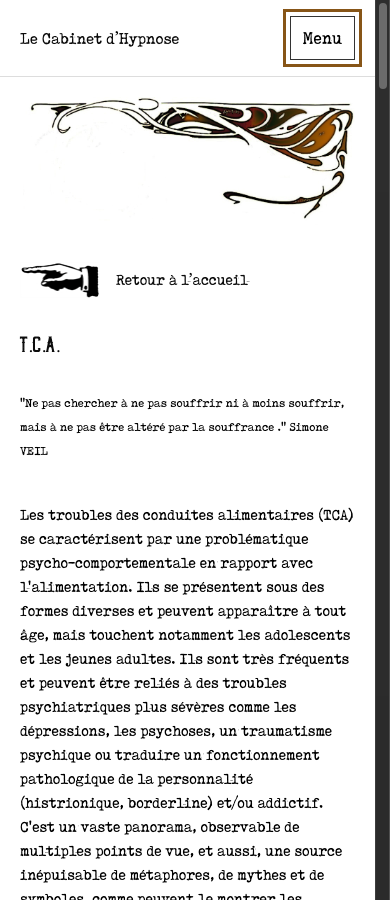 Le Cabinet d'Hypnose
Menu
Retour à l'accueil
T.C.A.
"Ne pas chercher à ne pas souffrir ni à moins souffrir,
mais à ne pas être altéré par la souffrance ." Simone
VEIL
Les troubles des conduites alimentaires (TCA)
se caractérisent par une problématique
psycho-comportementale en rapport avec
l'alimentation. Ils se présentent sous des
formes diverses et peuvent apparaître à tout
âge, mais touchent notamment les adolescents
et les jeunes adultes. Ils sont très fréquents
et peuvent être reliés à des troubles
psychiatriques plus sévères comme les
dépressions, les psychoses, un traumatisme
psychique ou traduire un fonctionnement
pathologique de la personnalité
(histrionique, borderline) et/ou addictif.
C'est un vaste panorama, observable de
multiples points de vue, et aussi, une source
inépuisable de métaphores, de mythes et de
symboles, comme peuvent le montrer les